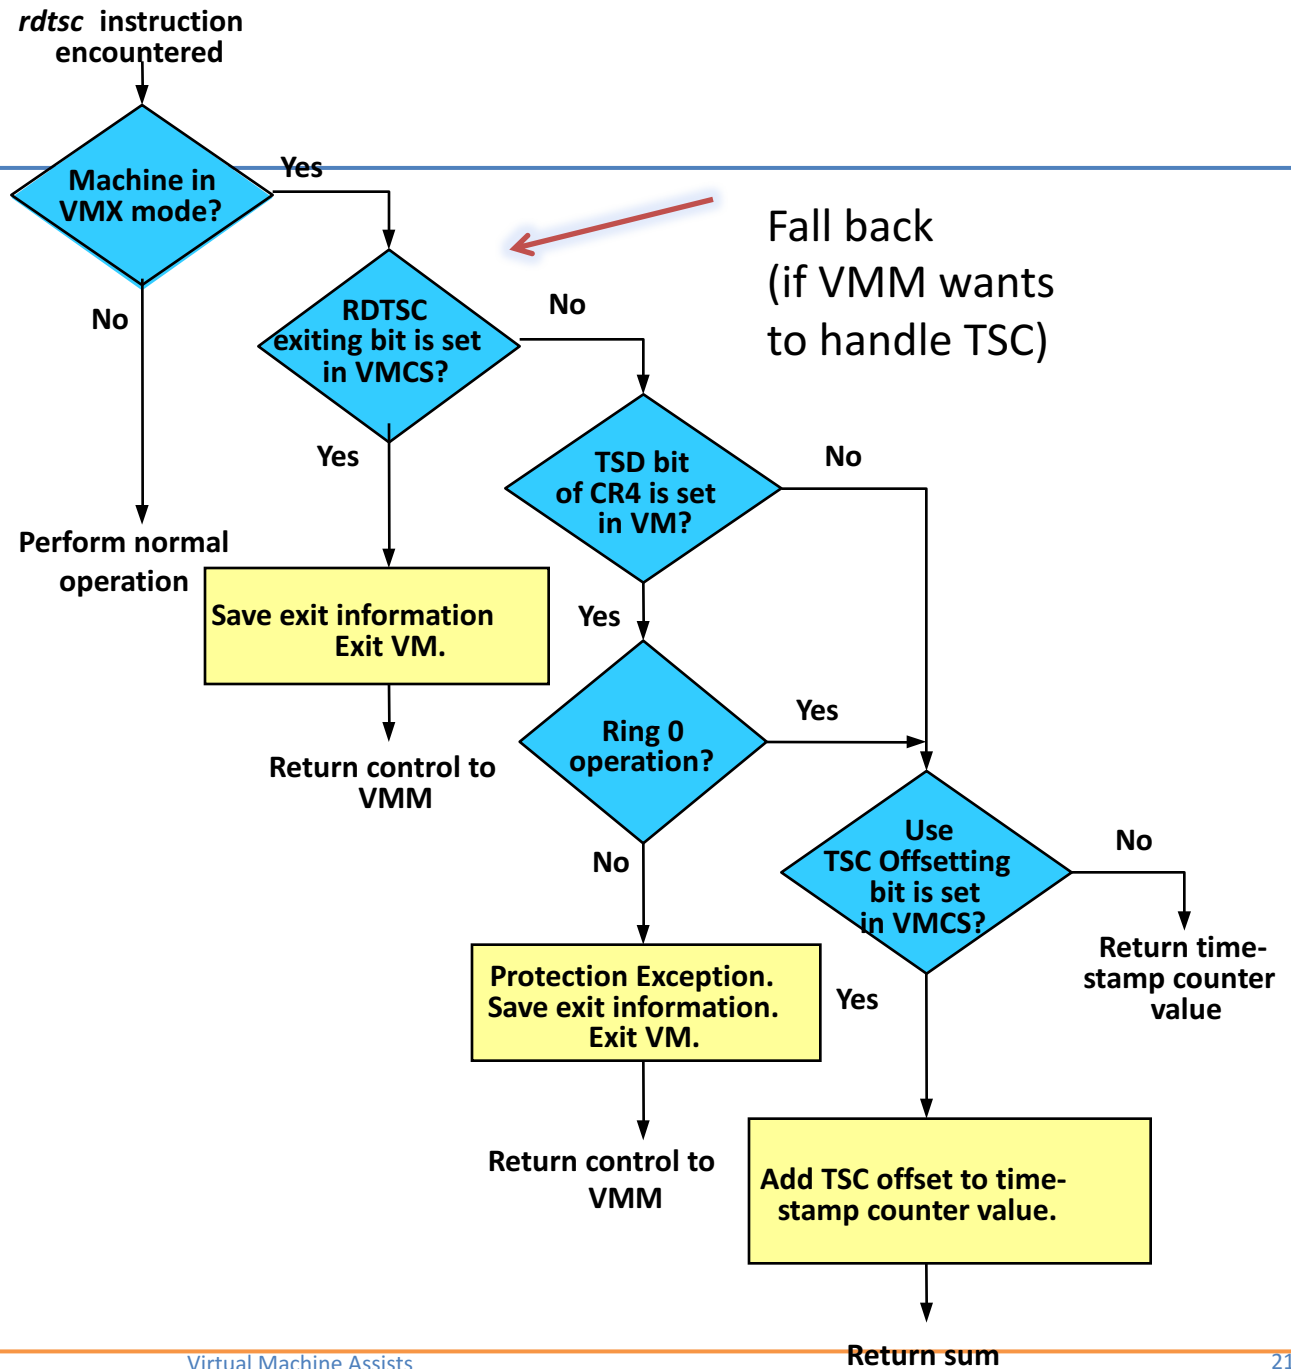 rdtsc instruction
encountered
Machine in
VMX mode?
Yes
No
Perform normal
operation
Fall back
(if VMM wants
to handle TSC)
RDTSC
exiting bit is set
in VMCS?
No
Yes
Save exit information
Exit VM.
Return control to
VMM
TSD bit
of CR4 is set
in VM?
No
Yes
Ring 0
operation?
Yes
No
Protection Exception.
Save exit information.
Exit VM.
Return control to
VMM
Use
TSC Offsetting
bit is set
in VMCS?
No
Return time-
stamp counter
value
Yes
Add TSC offset to time-
stamp counter value.
Return sum
Virtual Machine Assists
21